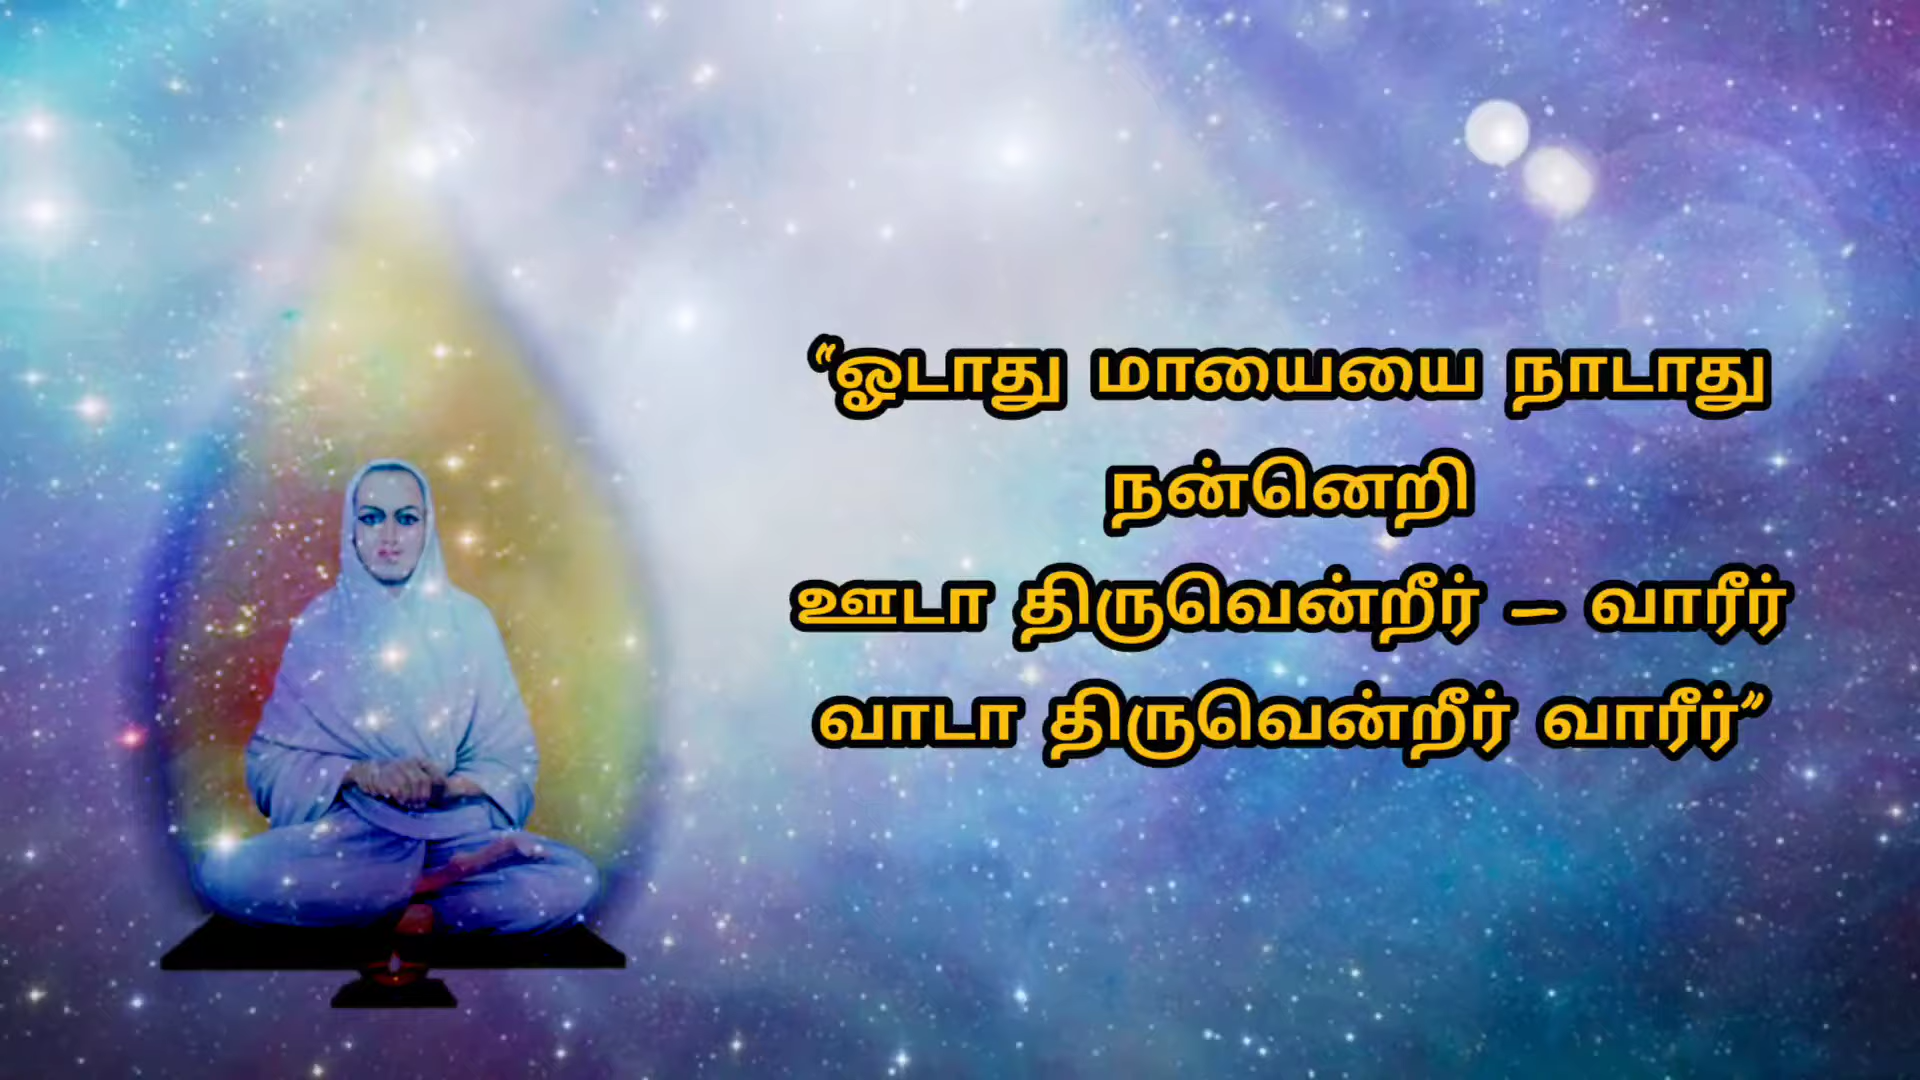 “ஓடாது மாயையை நாடாது
நன்னெறி
ஊடா திருவென்றீர் – வாரீர்
வாடா திருவென்றீர் வாரீர்”